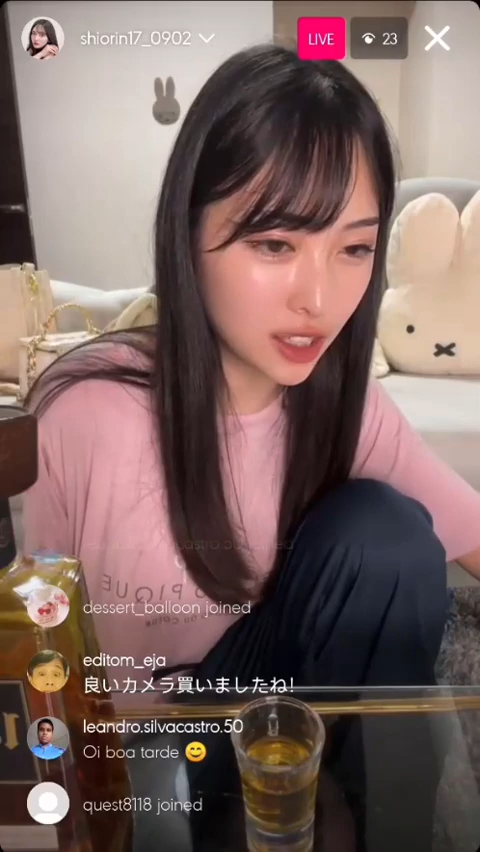 shiorin17_0902
LIVE
23
dessert_balloon joined
editom_eja
良いカメラ買いましたね!
leandro.silvacastro.50
Oi boa tarde 😊
quest8118 joined
PIQUE